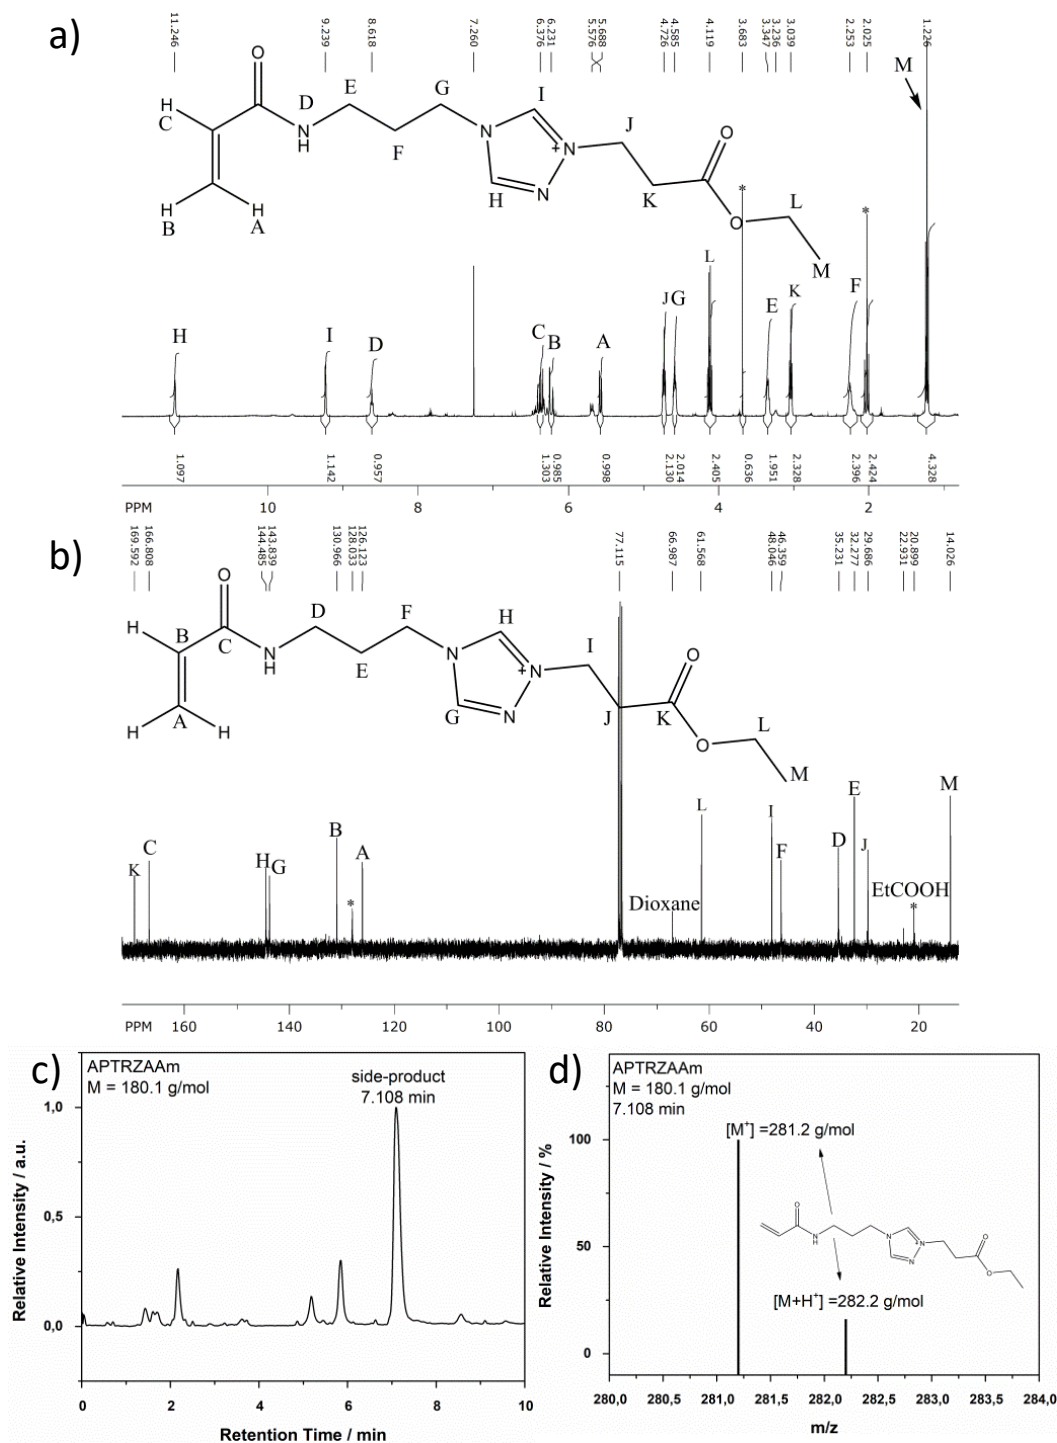 a)
11.246 9.239 8.618 7.260 6.376 6.231 5.688 5.576 4.726 4.585 4.119 3.683 3.347 3.236 3.039 2.253 2.025 1.226
M
O
H
C
D
E
G
I
N
H
F
N
+
N
J
O
H
N
K
O
L
B
H
A
H
M
*
*
H
I
D
C
B
A
J
G
L
E
K
F
1.097 1.142 0.957 1.303 0.985 0.998 2.130 2.014 2.405 0.636 1.951 2.328 2.396 2.424 4.328
PPM 10 8 6 4 2
b)
169.592 166.808 144.485 143.839 130.966 128.033 126.123 77.115 66.987 61.568 48.046 46.359 35.231 32.277 29.686 22.931 20.899 14.026
O
H
B
C
D
F
H
I
N
H
E
N
+
N
O
G
N
J
K
O
L
M
H
A
H
K
C
H
G
B
*
A
Dioxane
L
I
F
D
E
J
EtCOOH
*
M
PPM 160 140 120 100 80 60 40 20
c)
APTRZAAm
M = 180.1 g/mol
side-product
7.108 min
1,0
0,5
0,0
Relative Intensity / a.u.
0 2 4 6 8 10
Retention Time / min
d)
APTRZAAm
M = 180.1 g/mol
7.108 min
[M⁺] =281.2 g/mol
O
N
H
N
N
+
N
O
O
[M+H⁺] =282.2 g/mol
100
50
0
Relative Intensity / %
280,0 280,5 281,0 281,5 282,0 282,5 283,0 283,5 284,0
m/z